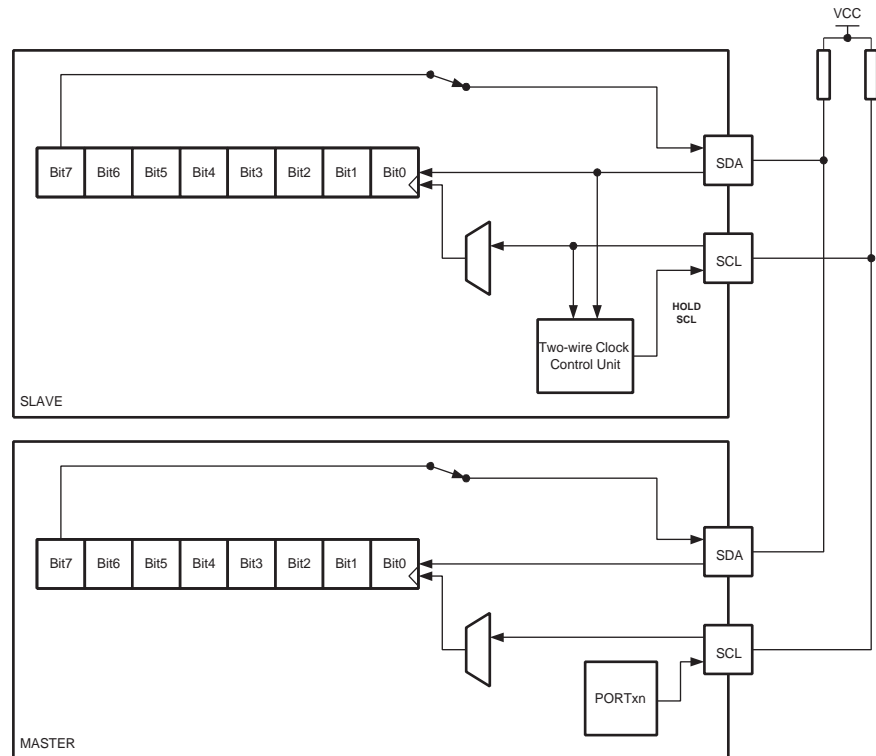 VCC
Bit7 Bit6 Bit5 Bit4 Bit3 Bit2 Bit1 Bit0
SDA
SCL
HOLD
SCL
Two-wire Clock
Control Unit
SLAVE
Bit7 Bit6 Bit5 Bit4 Bit3 Bit2 Bit1 Bit0
SDA
SCL
PORTxn
MASTER